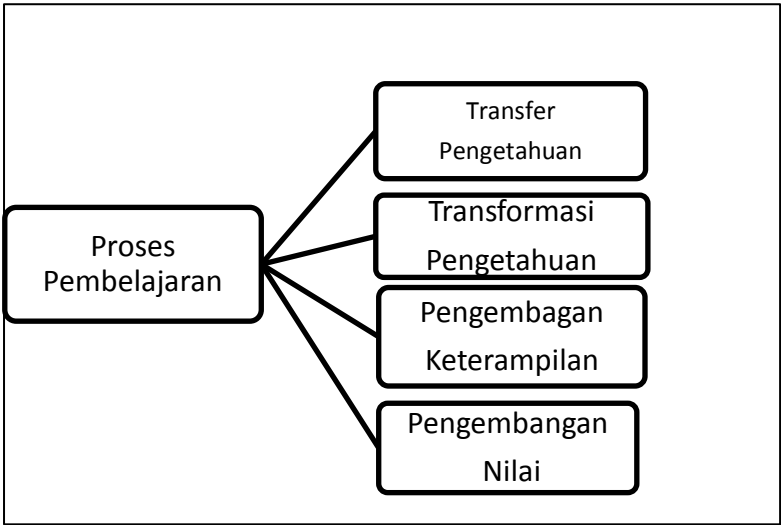 Proses
Pembelajaran
Transfer
Pengetahuan
Transformasi
Pengetahuan
Pengembagan
Keterampilan
Pengembangan
Nilai